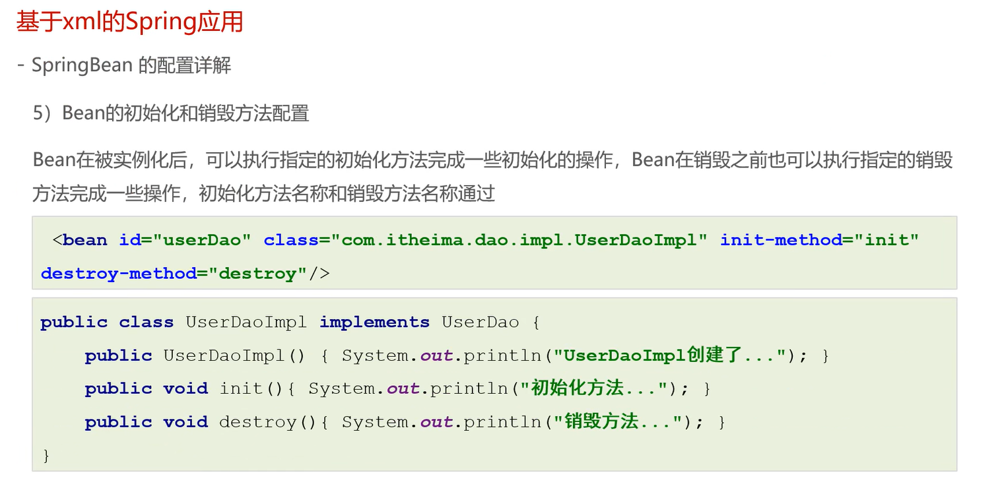 基于xml的Spring应用
- SpringBean 的配置详解
5）Bean的初始化和销毁方法配置
Bean在被实例化后，可以执行指定的初始化方法完成一些初始化的操作，Bean在销毁之前也可以执行指定的销毁
方法完成一些操作，初始化方法名称和销毁方法名称通过
<bean id="userDao" class="com.itheima.dao.impl.UserDaoImpl" init-method="init"
destroy-method="destroy"/>
public class UserDaoImpl implements UserDao {
    public UserDaoImpl() { System.out.println("UserDaoImpl创建了..."); }
    public void init(){ System.out.println("初始化方法..."); }
    public void destroy(){ System.out.println("销毁方法..."); }
}